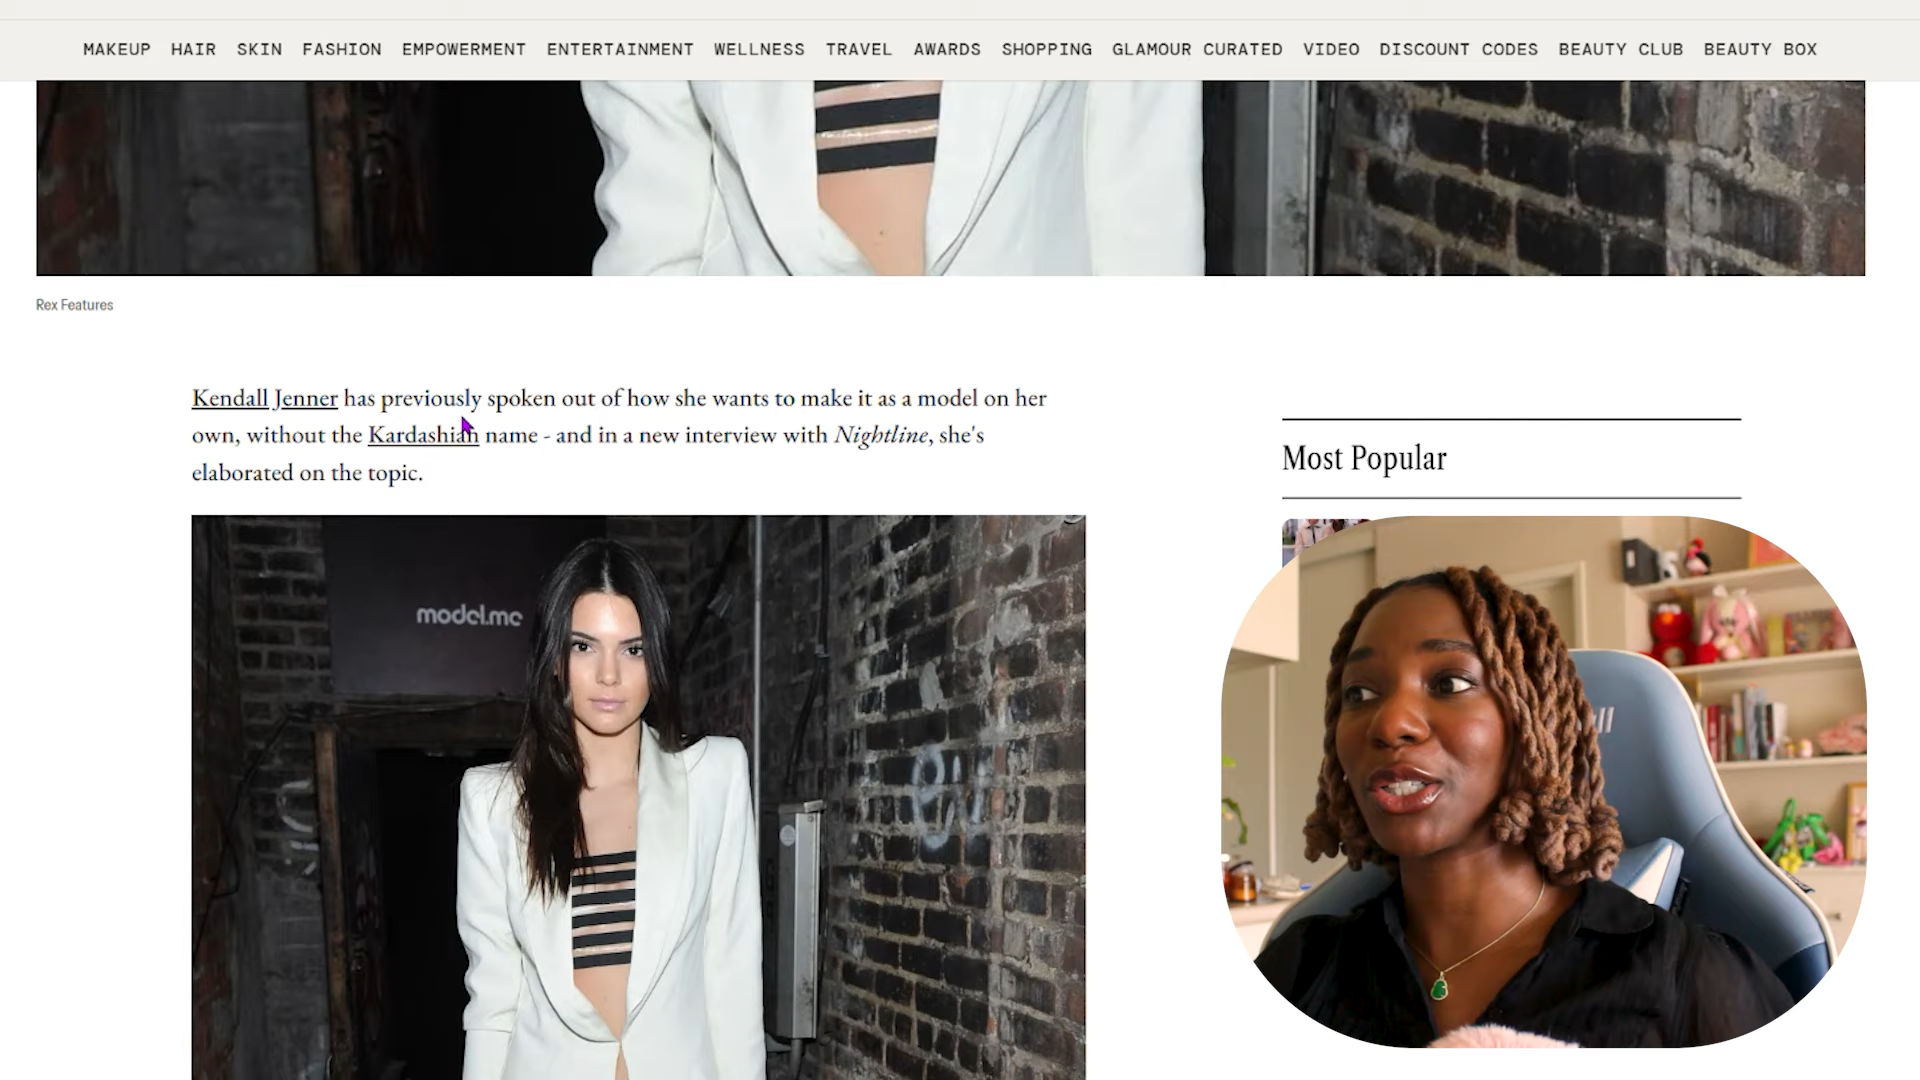 MAKEUP HAIR SKIN FASHION EMPOWERMENT ENTERTAINMENT WELLNESS TRAVEL AWARDS SHOPPING GLAMOUR CURATED VIDEO DISCOUNT CODES BEAUTY CLUB BEAUTY BOX
Rex Features
Kendall Jenner has previously spoken out of how she wants to make it as a model on her
own, without the Kardashian name - and in a new interview with Nightline, she's
elaborated on the topic.
Most Popular
model.me